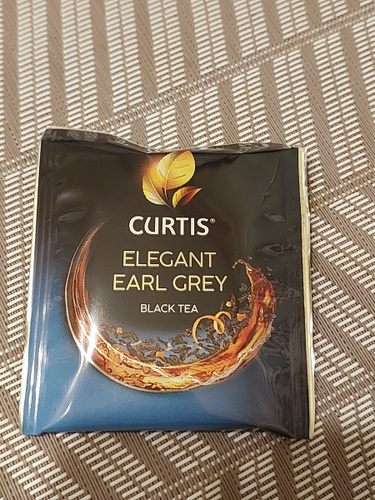 CURTIS®
ELEGANT
EARL GREY
BLACK TEA